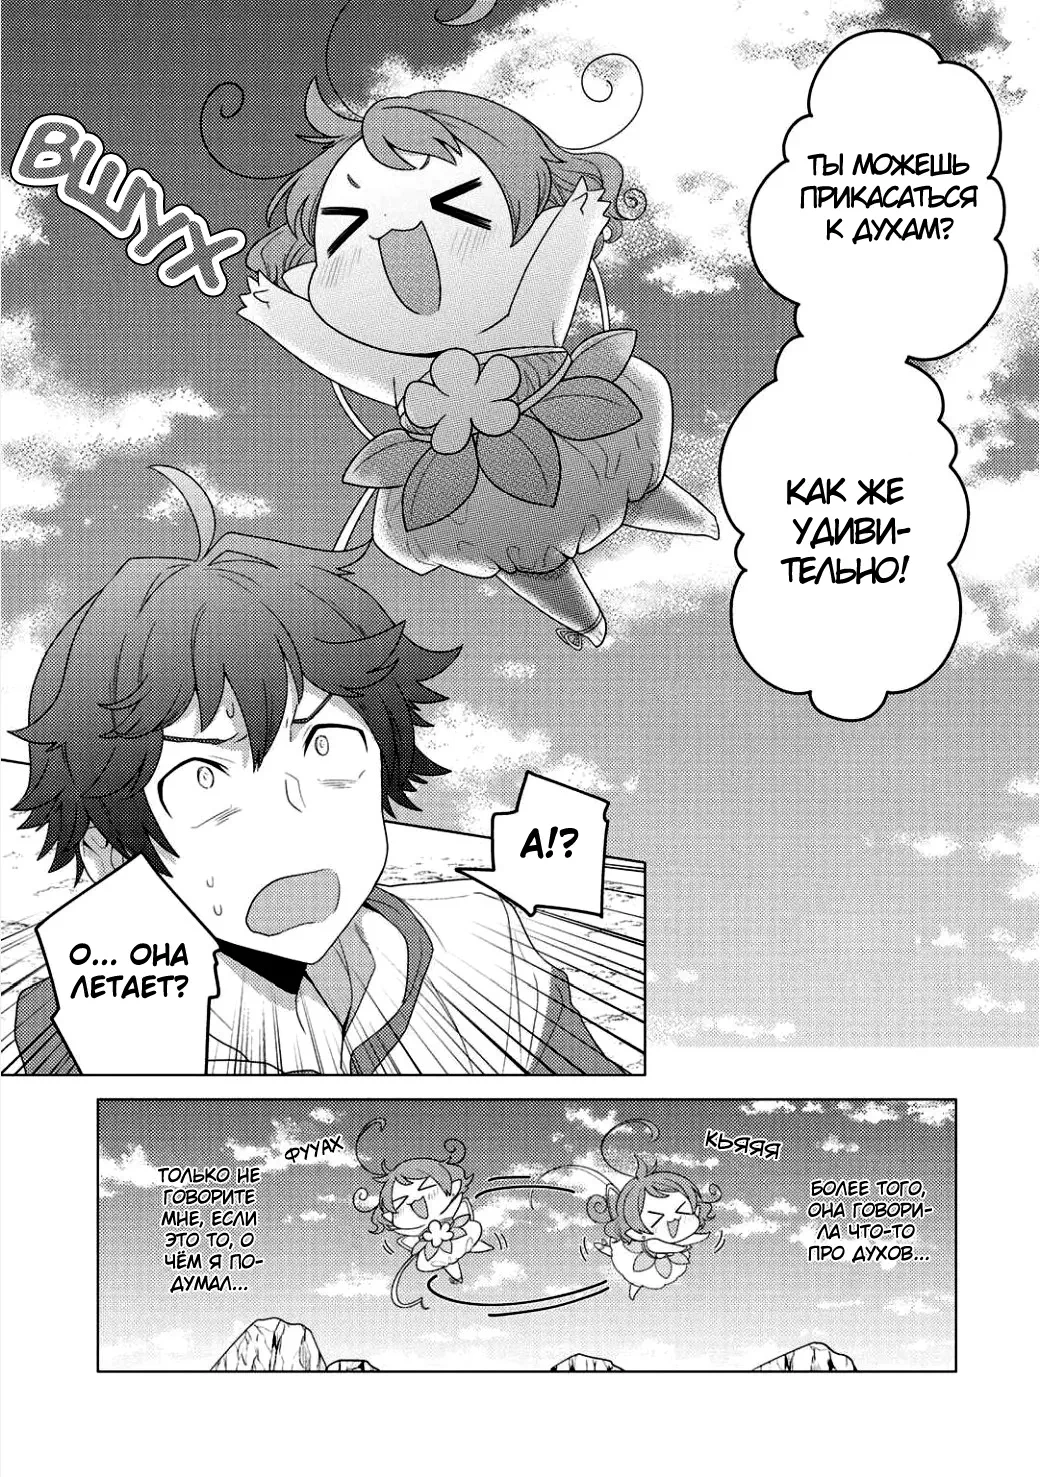 ТЫ МОЖЕШЬ
ПРИКАСАТЬСЯ
К ДУХАМ?
ВШУХ
КАК ЖЕ
УДИВИ-
ТЕЛЬНО!
А!?
О... ОНА
ЛЕТАЕТ?
БОЛЕЕ ТОГО,
ОНА ГОВОРИ-
ЛА ЧТО-ТО
ПРО ДУХОВ...
КЬЯЯЯ
ФУУАХ
ТОЛЬКО НЕ
ГОВОРИТЕ
МНЕ, ЕСЛИ
ЭТО ТО, О
ЧЁМ Я ПО-
ДУМАЛ...